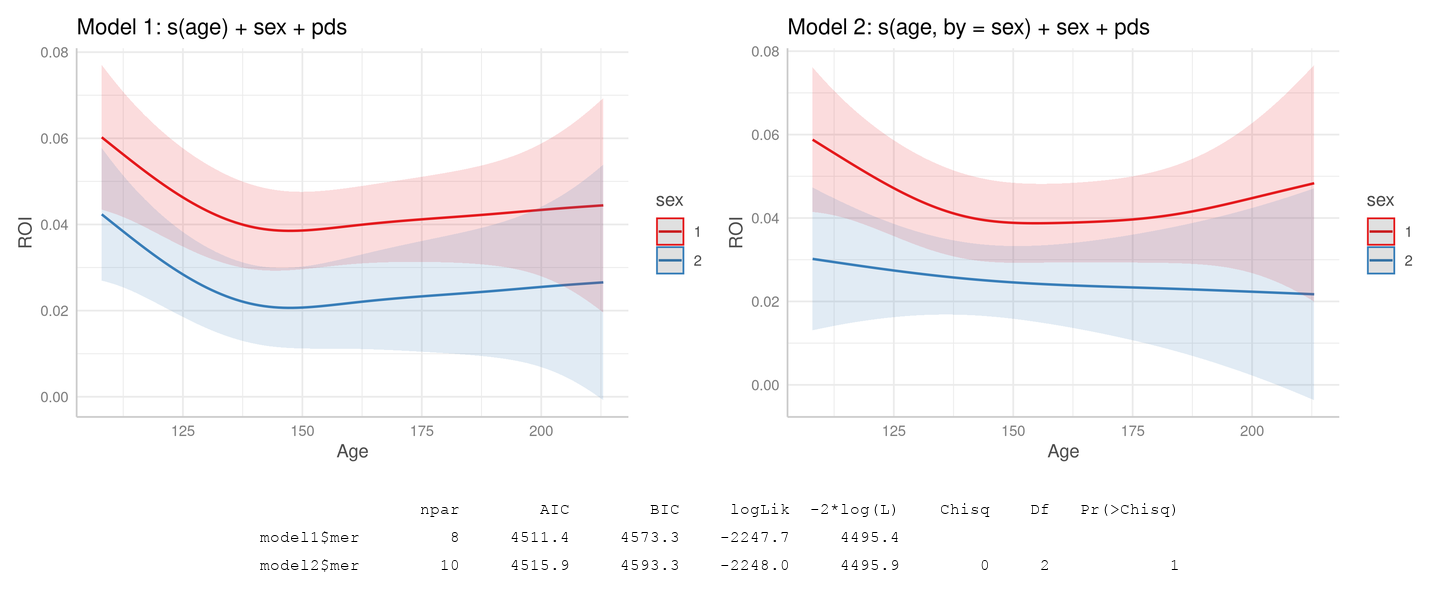 Model 1: s(age) + sex + pds
0.08
0.06
0.04
0.02
0.00
ROI
125 150 175 200
Age
sex
1
2
Model 2: s(age, by = sex) + sex + pds
0.08
0.06
0.04
0.02
0.00
ROI
125 150 175 200
Age
sex
1
2
npar AIC BIC logLik -2*log(L) Chisq Df Pr(>Chisq)
model1$mer 8 4511.4 4573.3 -2247.7 4495.4
model2$mer 10 4515.9 4593.3 -2248.0 4495.9 0 2 1